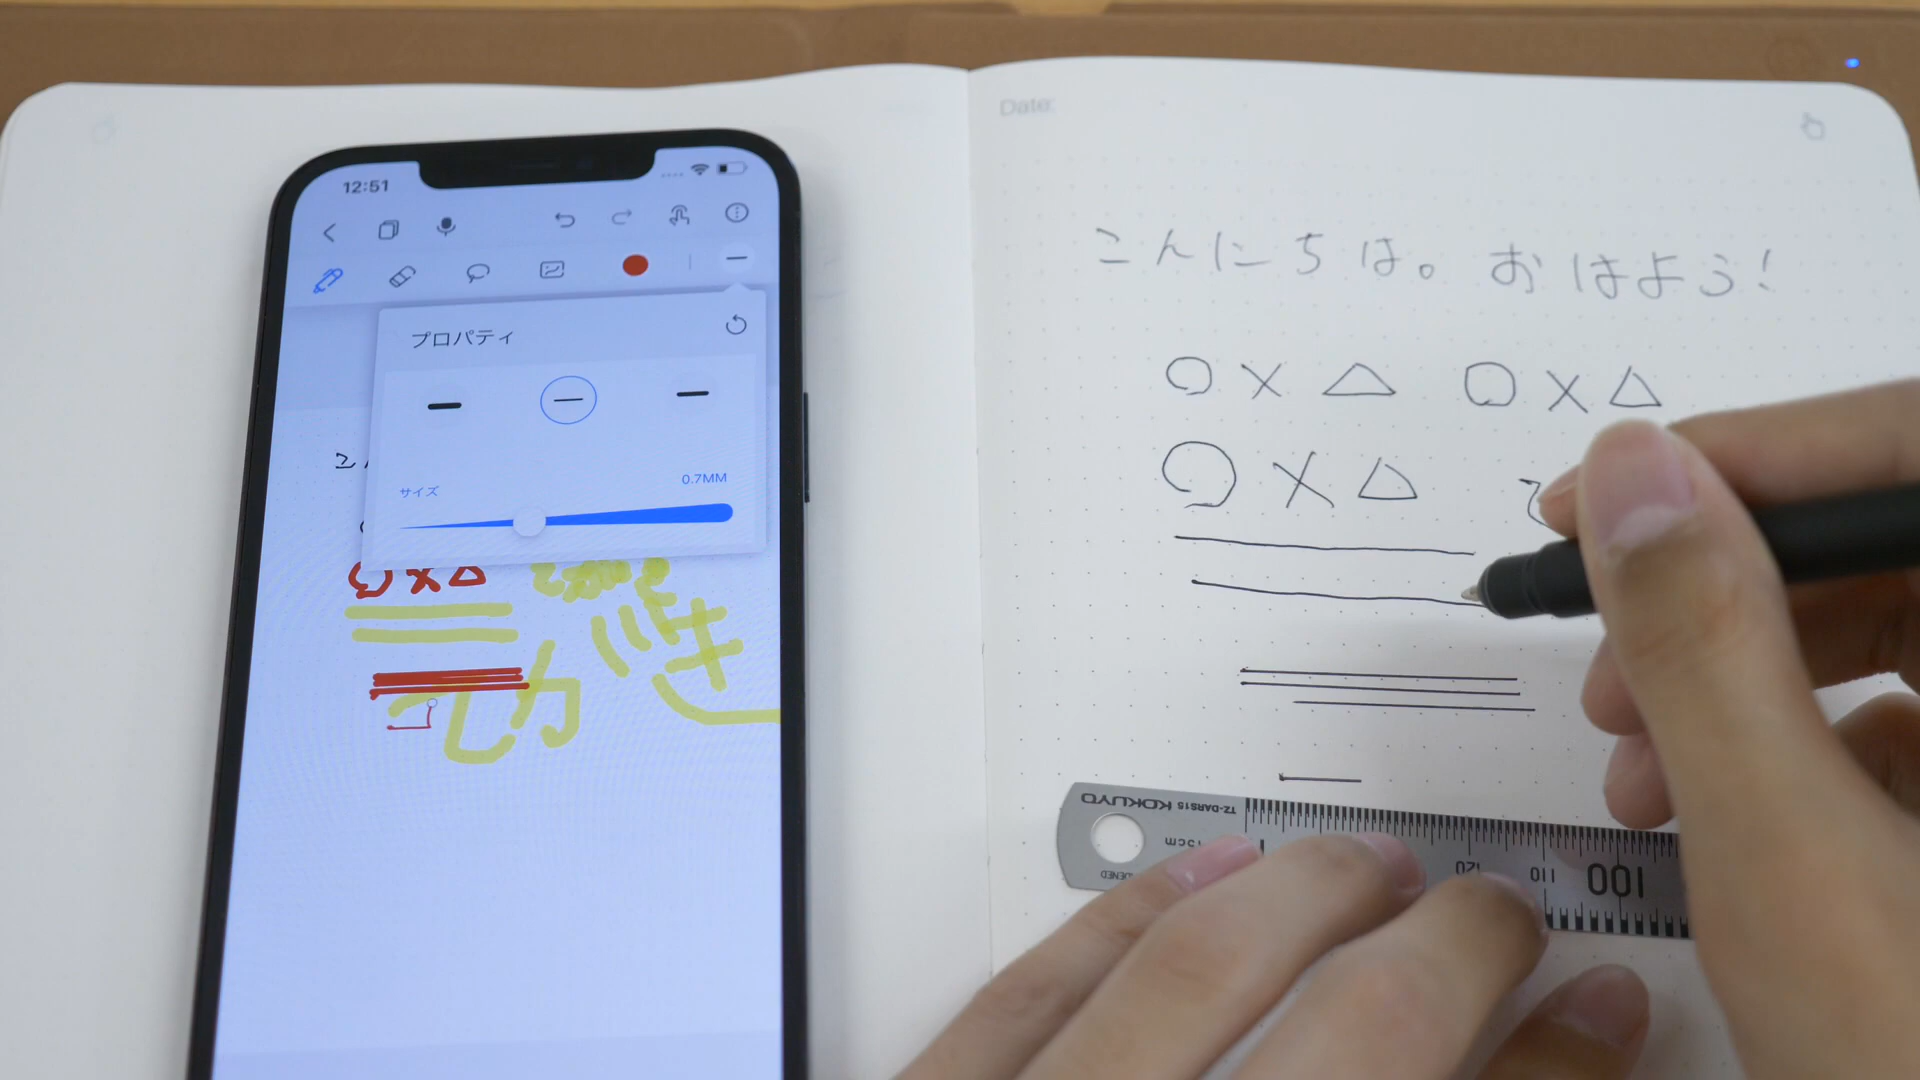 12:51
プロパティ
サイズ 0.7MM
Date:
こんにちは。おはよう!
○×△ ○×△
○×△
○×△
KOKUYO TZ-DARS15
15cm
120 110 100